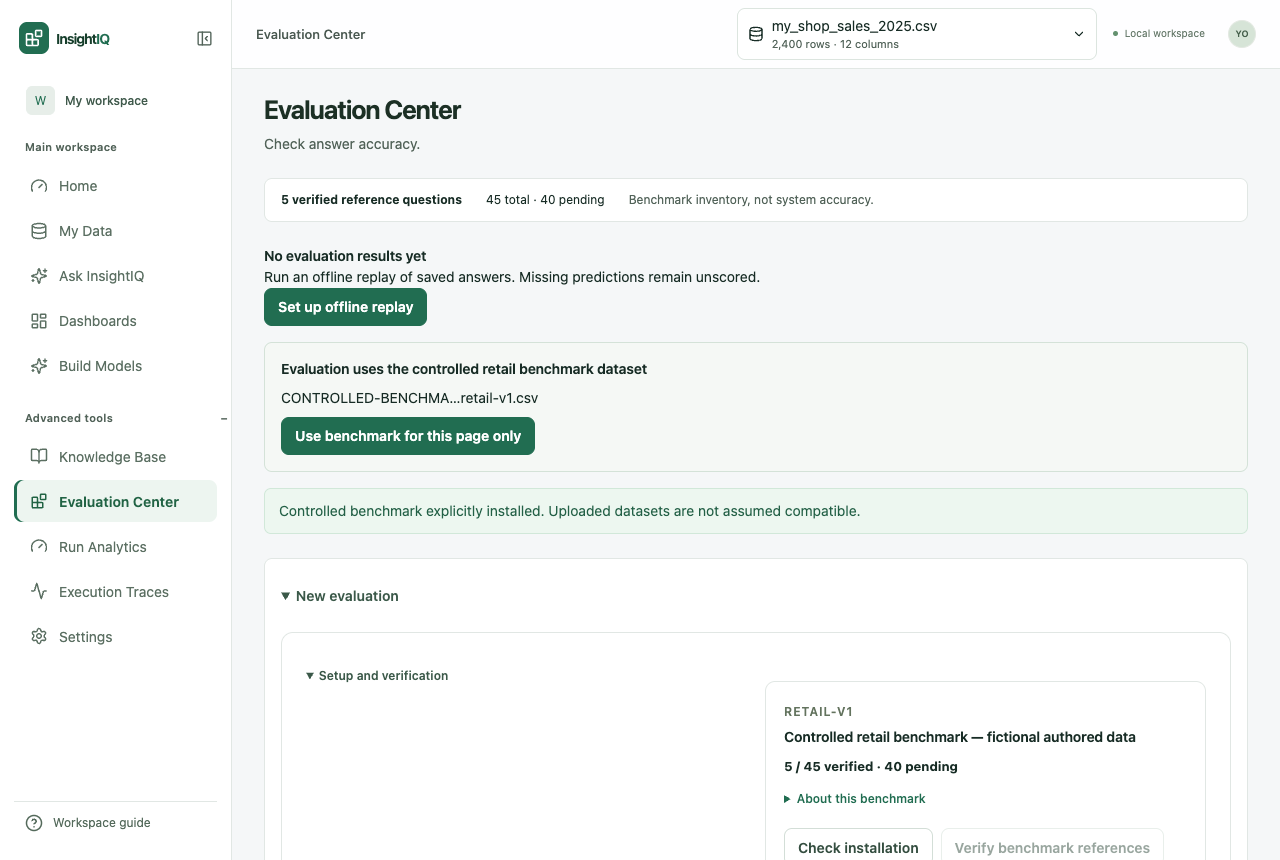 InsightIQ
W My workspace
Main workspace
Home
My Data
Ask InsightIQ
Dashboards
Build Models
Advanced tools –
Knowledge Base
Evaluation Center
Run Analytics
Execution Traces
Settings
Workspace guide
Evaluation Center
my_shop_sales_2025.csv
2,400 rows · 12 columns
Local workspace
YO
Evaluation Center
Check answer accuracy.
5 verified reference questions 45 total · 40 pending Benchmark inventory, not system accuracy.
No evaluation results yet
Run an offline replay of saved answers. Missing predictions remain unscored.
Set up offline replay
Evaluation uses the controlled retail benchmark dataset
CONTROLLED-BENCHMA...retail-v1.csv
Use benchmark for this page only
Controlled benchmark explicitly installed. Uploaded datasets are not assumed compatible.
▼ New evaluation
▼ Setup and verification
RETAIL-V1
Controlled retail benchmark — fictional authored data
5 / 45 verified · 40 pending
▶ About this benchmark
Check installation Verify benchmark references